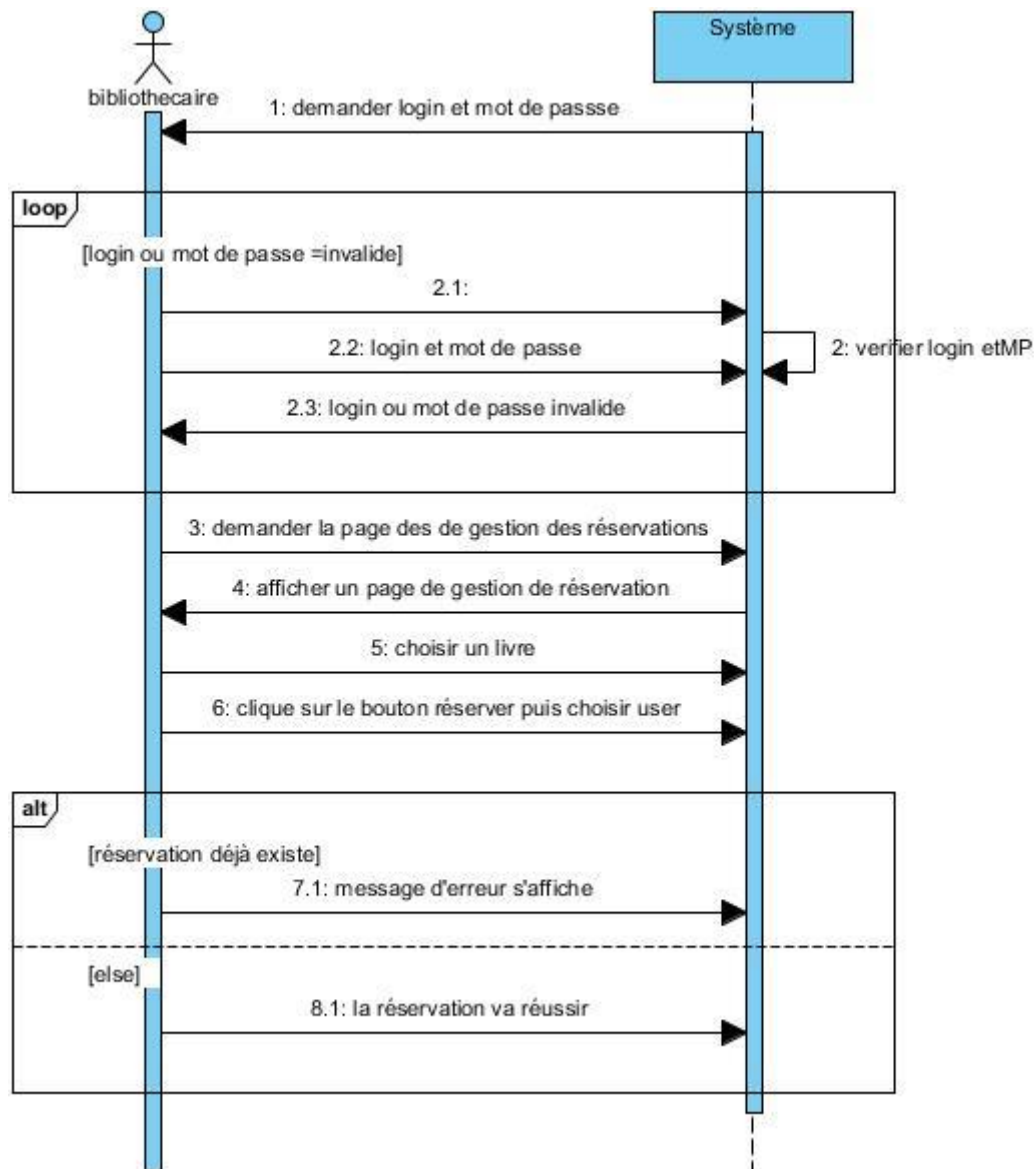 Système
bibliothecaire
1: demander login et mot de passse
loop
[login ou mot de passe =invalide]
2.1:
2.2: login et mot de passe
2: verifier login etMP
2.3: login ou mot de passe invalide
3: demander la page des de gestion des réservations
4: afficher un page de gestion de réservation
5: choisir un livre
6: clique sur le bouton réserver puis choisir user
alt
[réservation déjà existe]
7.1: message d'erreur s'affiche
[else]
8.1: la réservation va réussir